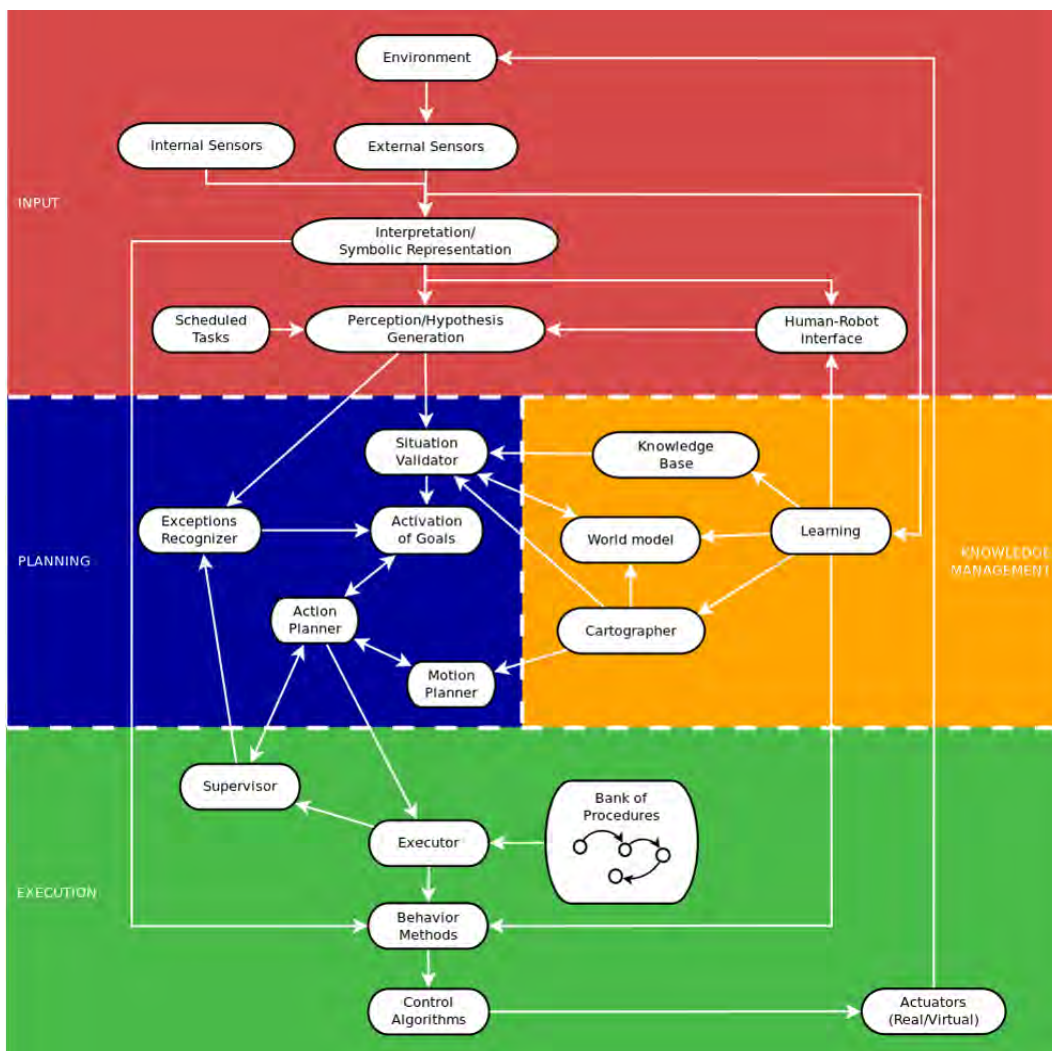 Environment
Internal Sensors
External Sensors
INPUT
Interpretation/
Symbolic Representation
Scheduled
Tasks
Perception/Hypothesis
Generation
Human-Robot
Interface
Situation
Validator
Knowledge
Base
Exceptions
Recognizer
Activation
of Goals
World model
Learning
PLANNING
KNOWLEDGE
MANAGEMENT
Action
Planner
Cartographer
Motion
Planner
Supervisor
Bank of
Procedures
Executor
EXECUTION
Behavior
Methods
Control
Algorithms
Actuators
(Real/Virtual)